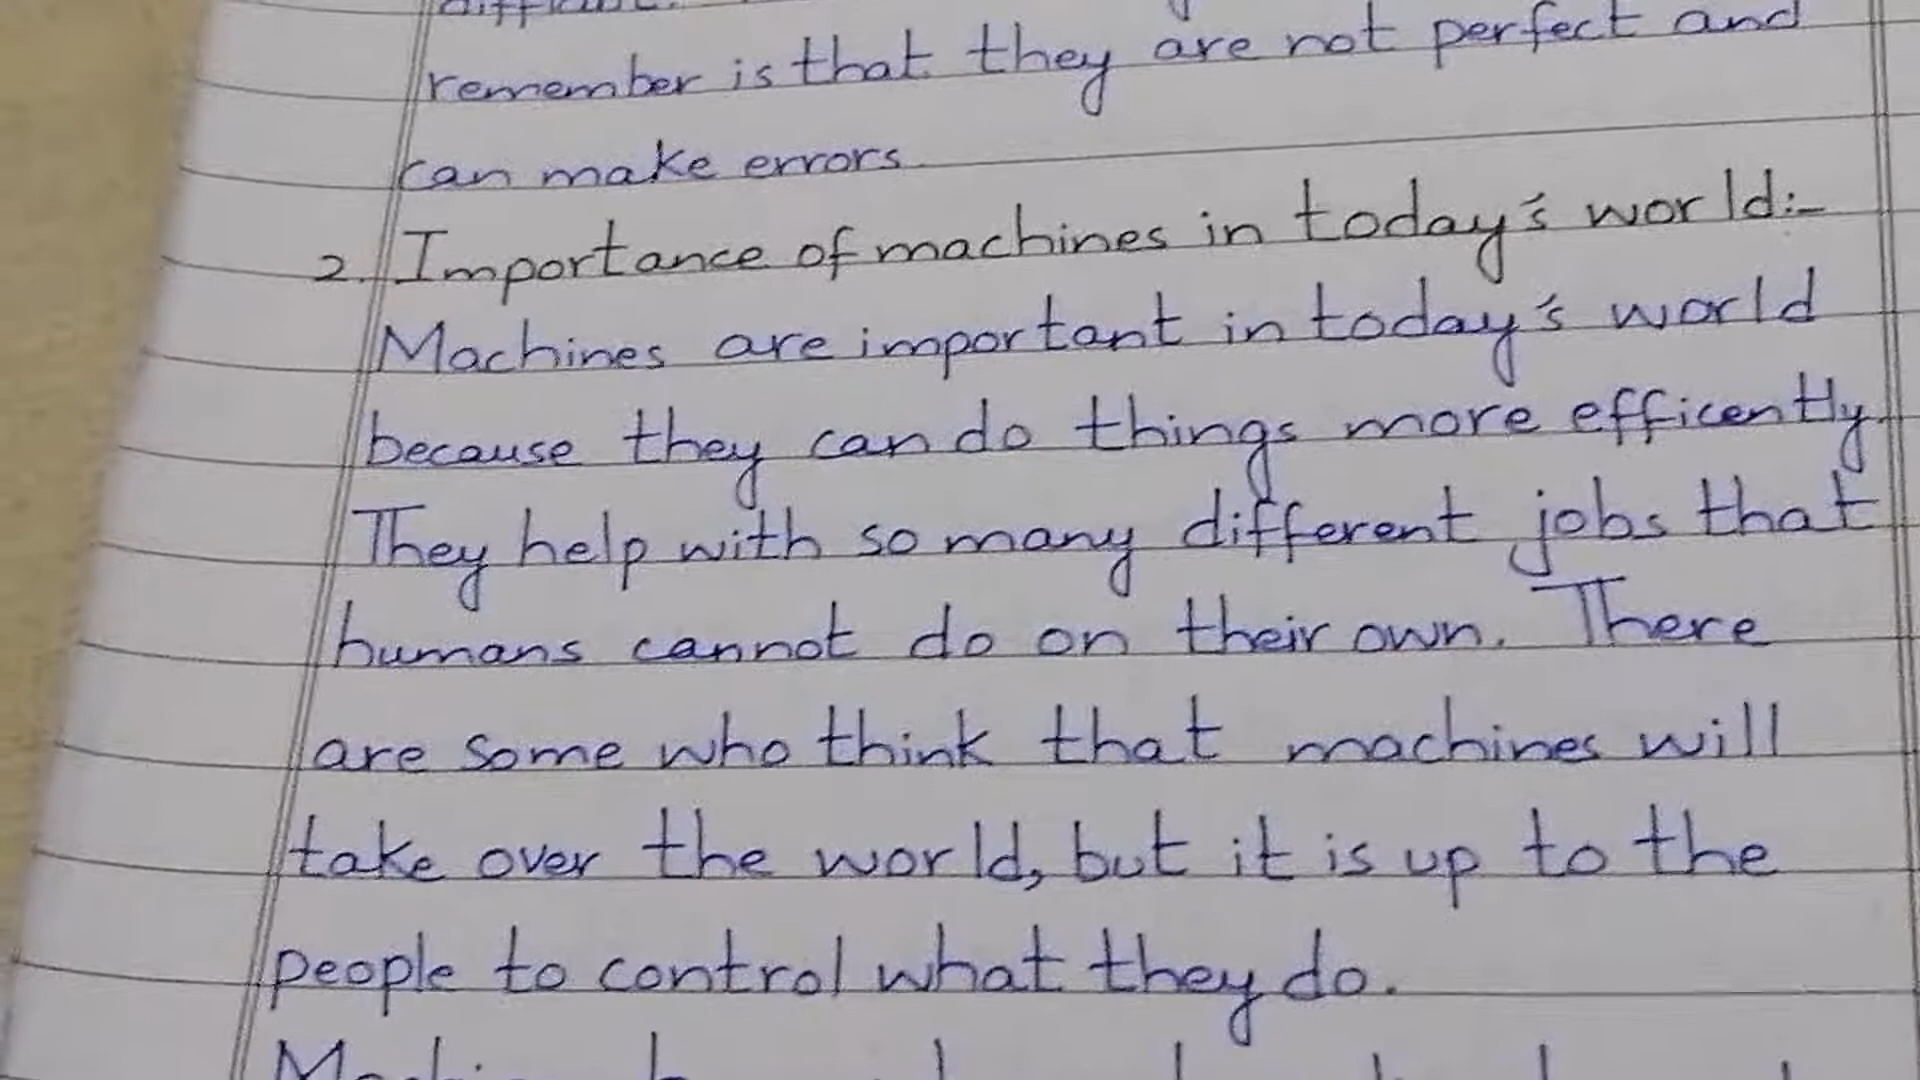 remember is that they are not perfect and
can make errors
2. Importance of machines in today's world:-
Machines are important in today's world
because they can do things more efficently
They help with so many different jobs that
humans cannot do on their own. There
are some who think that machines will
take over the world, but it is up to the
people to control what they do.